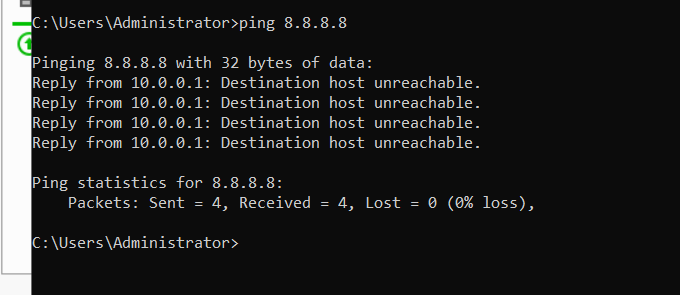 C:\Users\Administrator>ping 8.8.8.8
Pinging 8.8.8.8 with 32 bytes of data:
Reply from 10.0.0.1: Destination host unreachable.
Reply from 10.0.0.1: Destination host unreachable.
Reply from 10.0.0.1: Destination host unreachable.
Reply from 10.0.0.1: Destination host unreachable.
Ping statistics for 8.8.8.8:
    Packets: Sent = 4, Received = 4, Lost = 0 (0% loss),
C:\Users\Administrator>